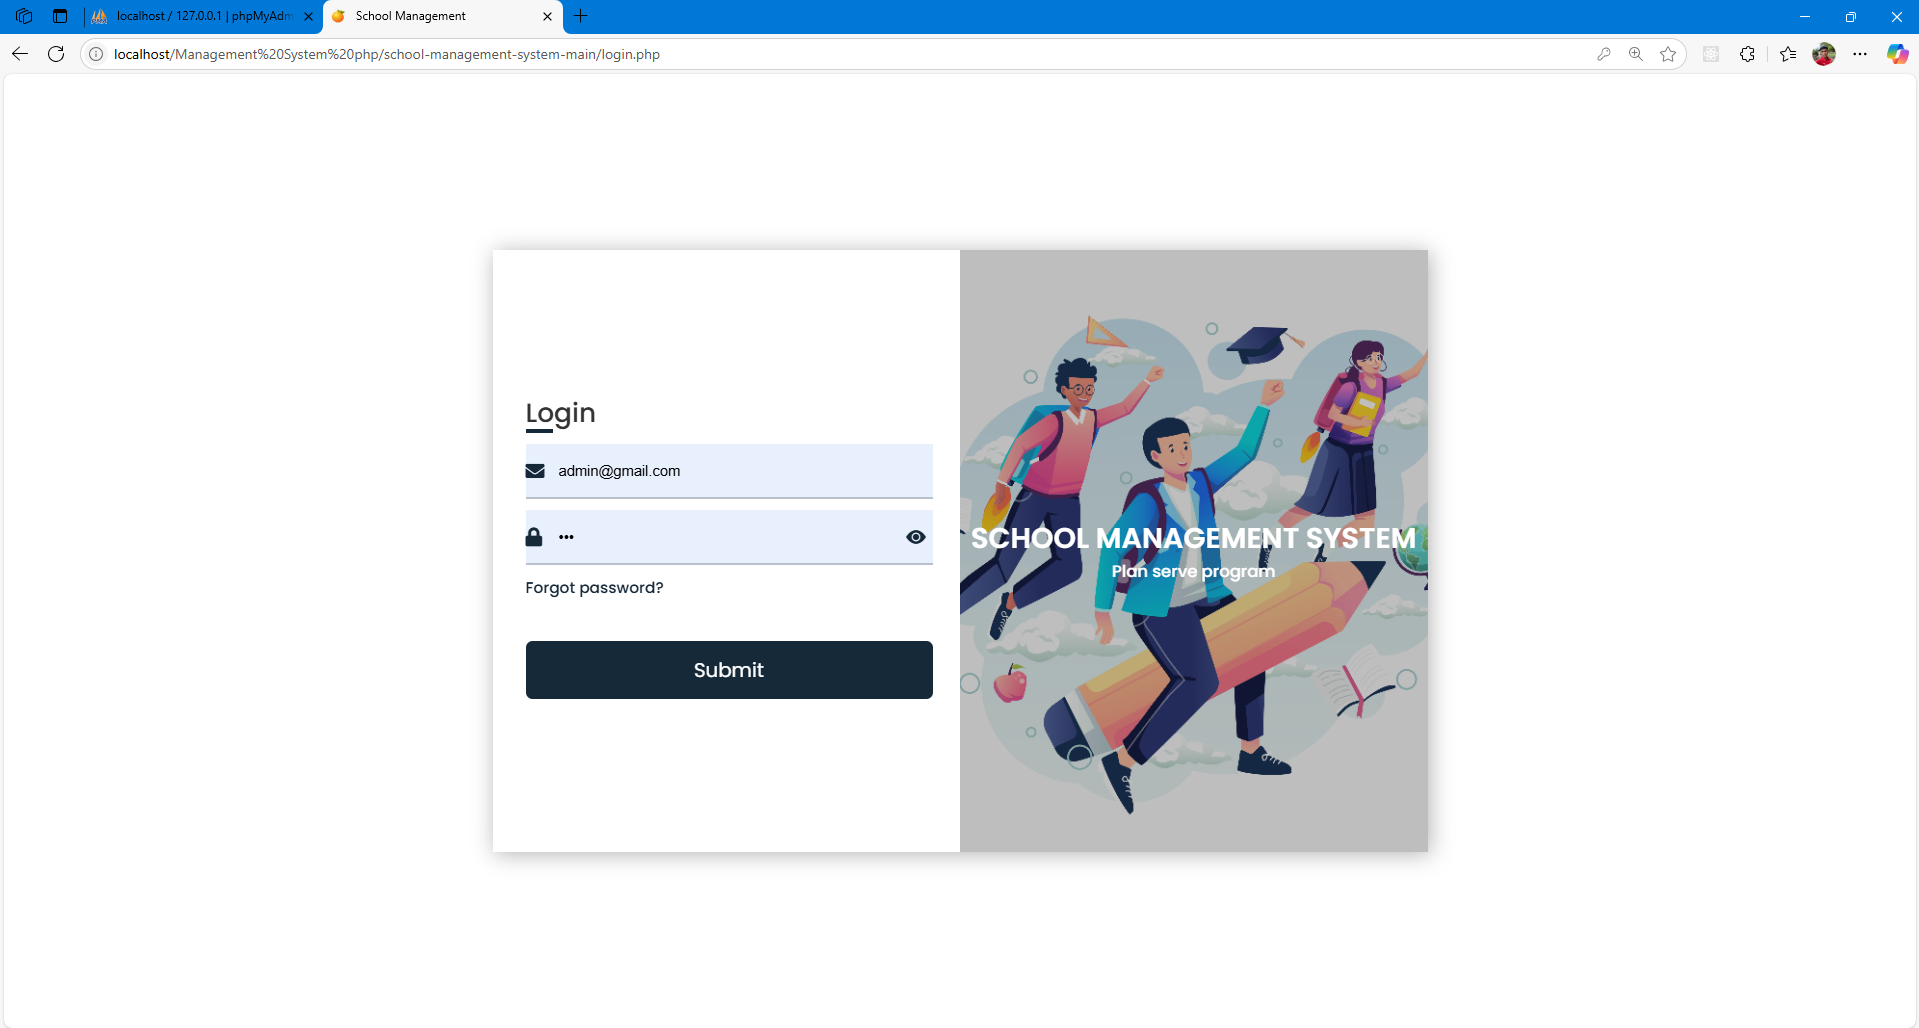 localhost / 127.0.0.1 | phpMyAdm
School Management
localhost/Management%20System%20php/school-management-system-main/login.php
Login
admin@gmail.com
•••
Forgot password?
Submit
SCHOOL MANAGEMENT SYSTEM
Plan serve program